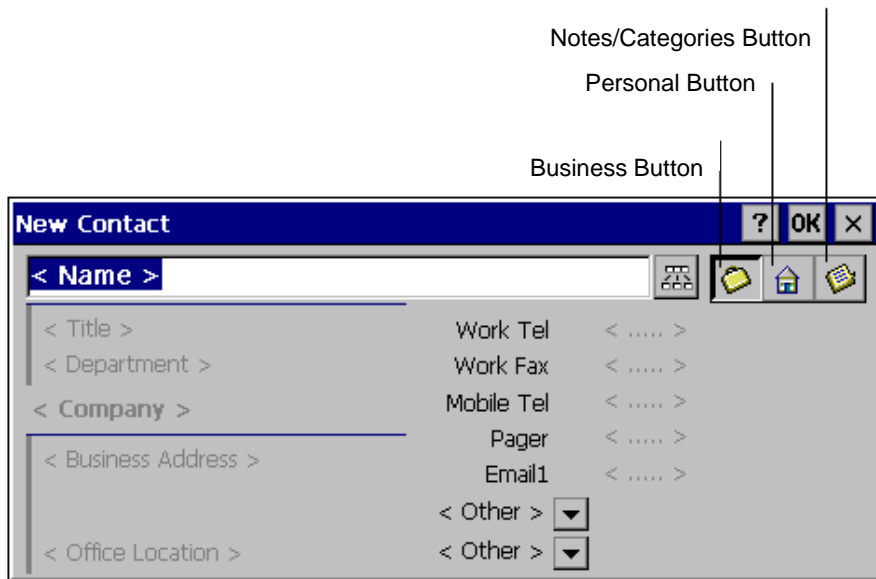 Notes/Categories Button
Personal Button
Business Button
New Contact ? OK ×
< Name >
< Title > Work Tel < ..... >
< Department > Work Fax < ..... >
< Company > Mobile Tel < ..... >
Pager < ..... >
< Business Address > Email1 < ..... >
< Other >
< Office Location > < Other >